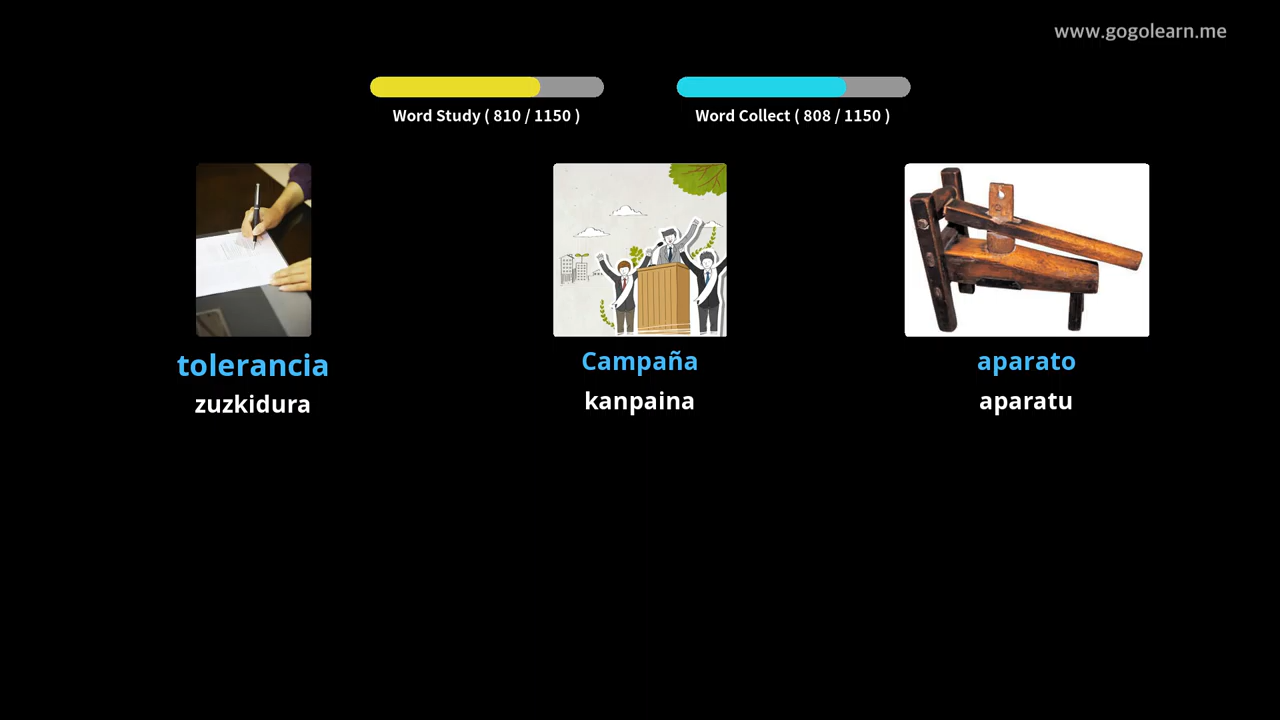 www.gogolearn.me
Word Study ( 810 / 1150 )
Word Collect ( 808 / 1150 )
tolerancia
zuzkidura
Campaña
kanpaina
aparato
aparatu